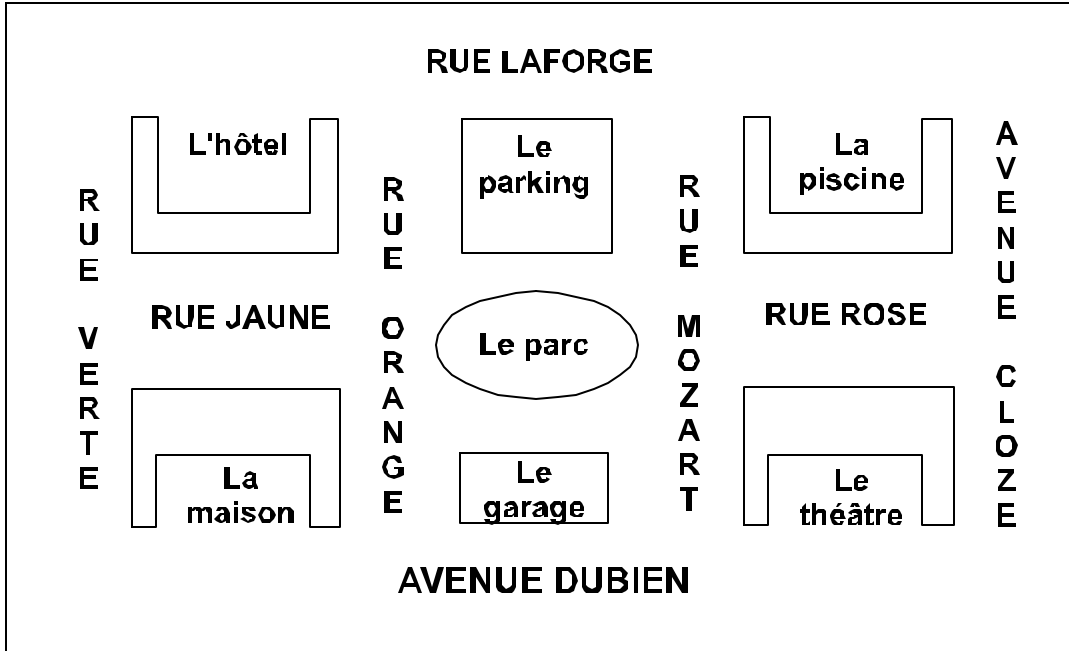 RUE LAFORGE
L'hôtel
Le
parking
La
piscine
RUE VERTE
RUE ORANGE
RUE MOZART
AVENUE CLOZE
RUE JAUNE
Le parc
RUE ROSE
La
maison
Le
garage
Le
théâtre
AVENUE DUBIEN